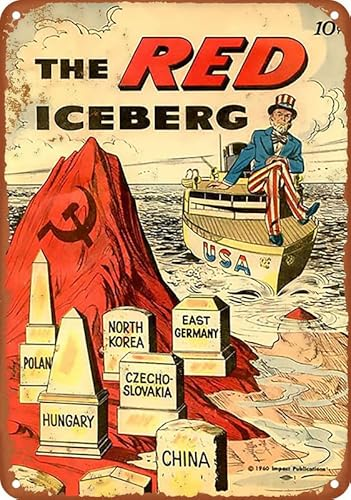 10¢
THE RED
ICEBERG
USA
POLAND
NORTH
KOREA
EAST
GERMANY
CZECHO-
SLOVAKIA
HUNGARY
CHINA
© 1960 Impact Publications